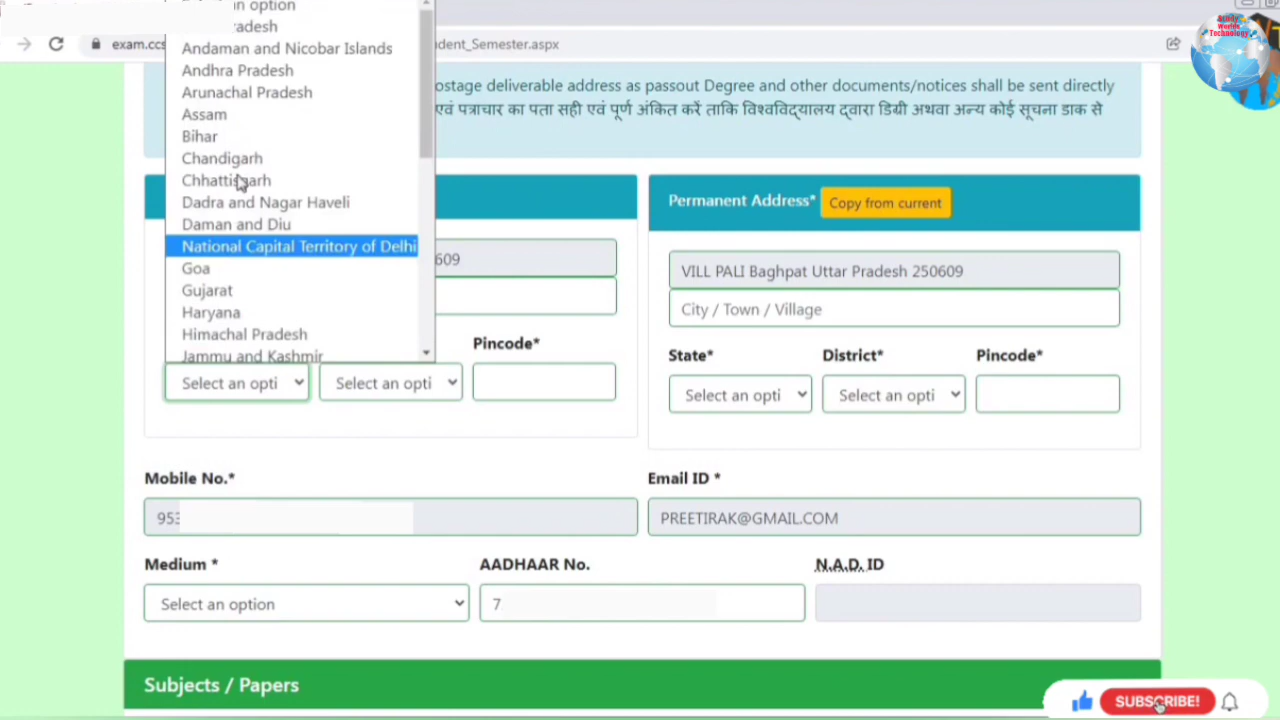 option
radesh
exam.ccs
dent_Semester.aspx
Study
Worlds
Technology
Andaman and Nicobar Islands
Andhra Pradesh
Arunachal Pradesh
Assam
Bihar
Chandigarh
Chhattisgarh
Dadra and Nagar Haveli
Daman and Diu
National Capital Territory of Delhi
Goa
Gujarat
Haryana
Himachal Pradesh
Jammu and Kashmir
ostage deliverable address as passout Degree and other documents/notices shall be sent directly
एवं पत्राचार का पता सही एवं पूर्ण अंकित करें ताकि विश्वविद्यालय द्वारा डिग्री अथवा अन्य कोई सूचना डाक से
609
Pincode*
Select an opti
Select an opti
Permanent Address* Copy from current
VILL PALI Baghpat Uttar Pradesh 250609
City / Town / Village
State* District* Pincode*
Select an opti
Select an opti
Mobile No.*
953
Email ID *
PREETIRAK@GMAIL.COM
Medium *
Select an option
AADHAAR No.
7
N.A.D. ID
Subjects / Papers
SUBSCRIBE!